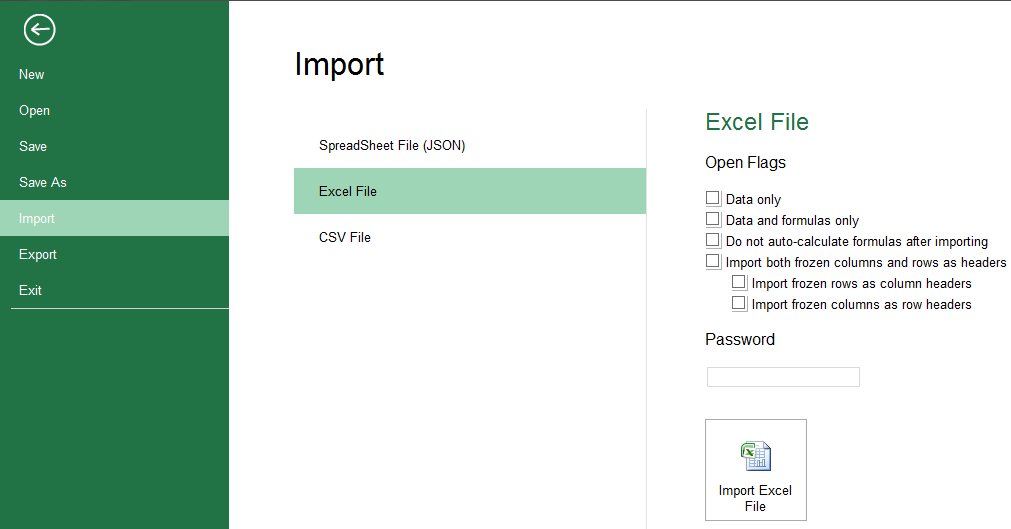 New
Open
Save
Save As
Import
Export
Exit
Import
SpreadSheet File (JSON)
Excel File
CSV File
Excel File
Open Flags
Data only
Data and formulas only
Do not auto-calculate formulas after importing
Import both frozen columns and rows as headers
Import frozen rows as column headers
Import frozen columns as row headers
Password
Import Excel
File